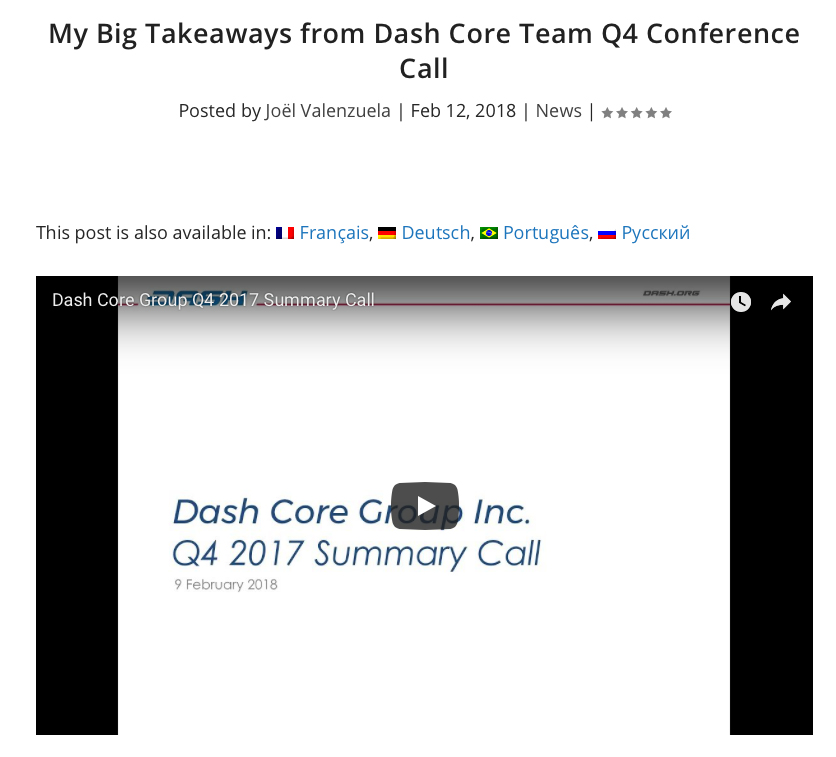 My Big Takeaways from Dash Core Team Q4 Conference
Call
Posted by Joël Valenzuela | Feb 12, 2018 | News |
This post is also available in: Français, Deutsch, Português, Русский
Dash Core Group Q4 2017 Summary Call
DASH
DASH.ORG
Dash Core Group Inc.
Q4 2017 Summary Call
9 February 2018